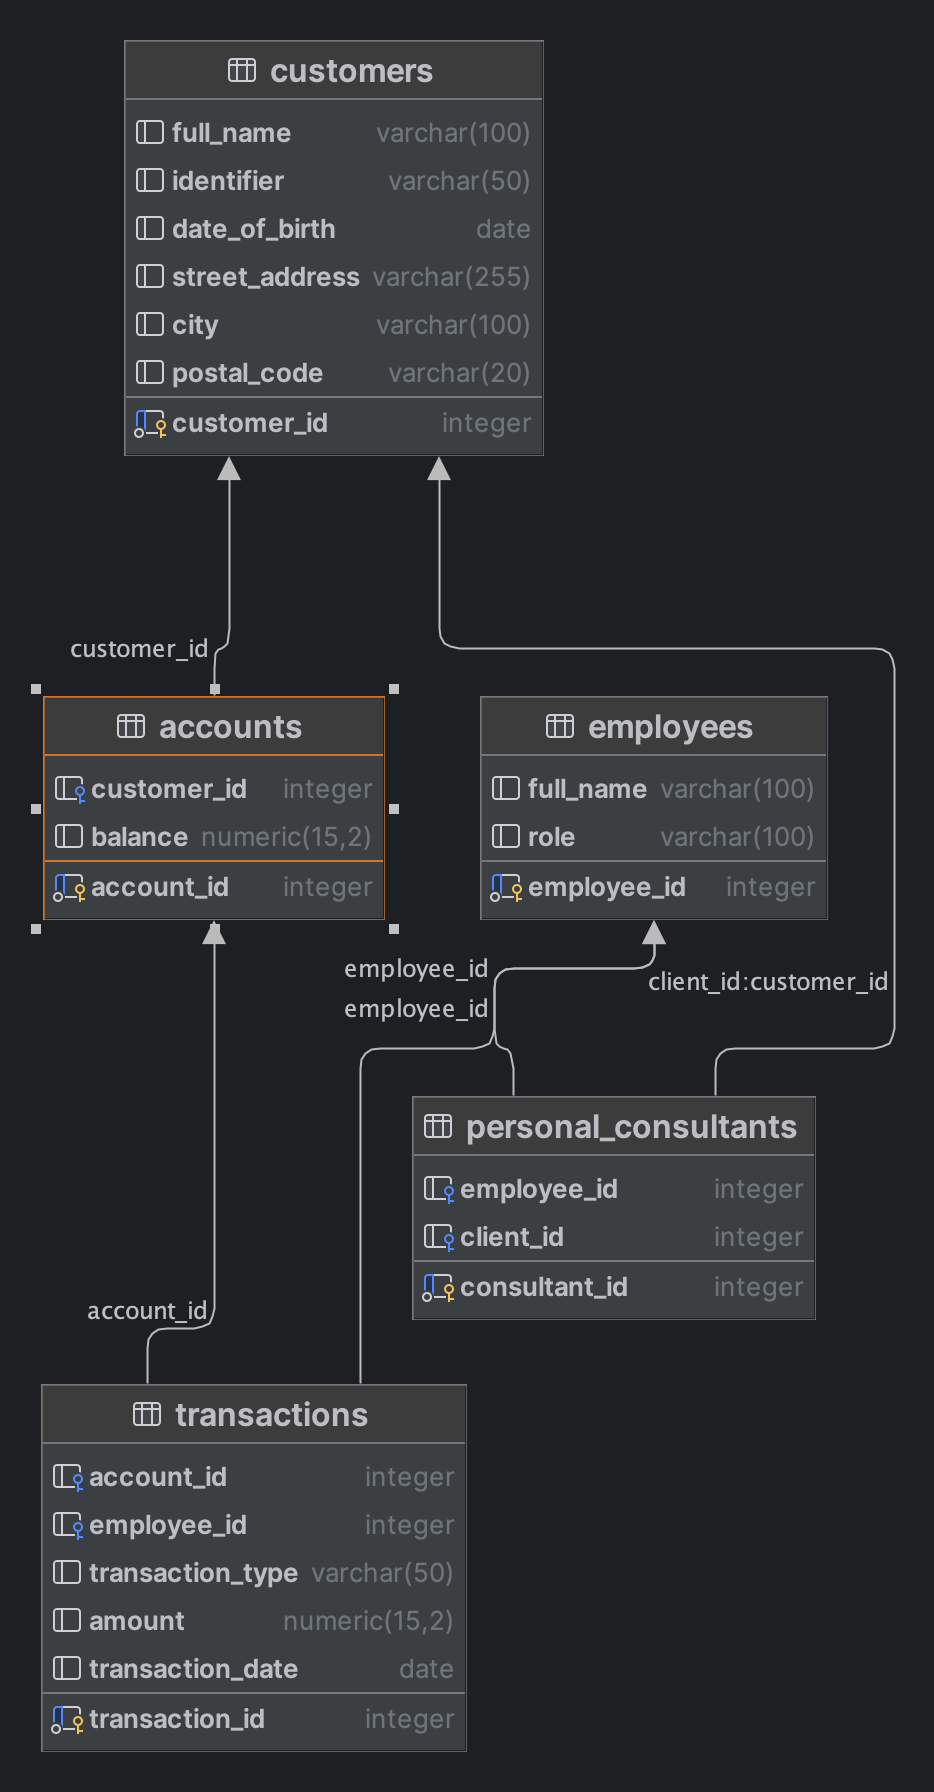 customers
full_name varchar(100)
identifier varchar(50)
date_of_birth date
street_address varchar(255)
city varchar(100)
postal_code varchar(20)
customer_id integer
customer_id
accounts
customer_id integer
balance numeric(15,2)
account_id integer
employees
full_name varchar(100)
role varchar(100)
employee_id integer
employee_id
client_id:customer_id
employee_id
personal_consultants
employee_id integer
client_id integer
consultant_id integer
account_id
transactions
account_id integer
employee_id integer
transaction_type varchar(50)
amount numeric(15,2)
transaction_date date
transaction_id integer